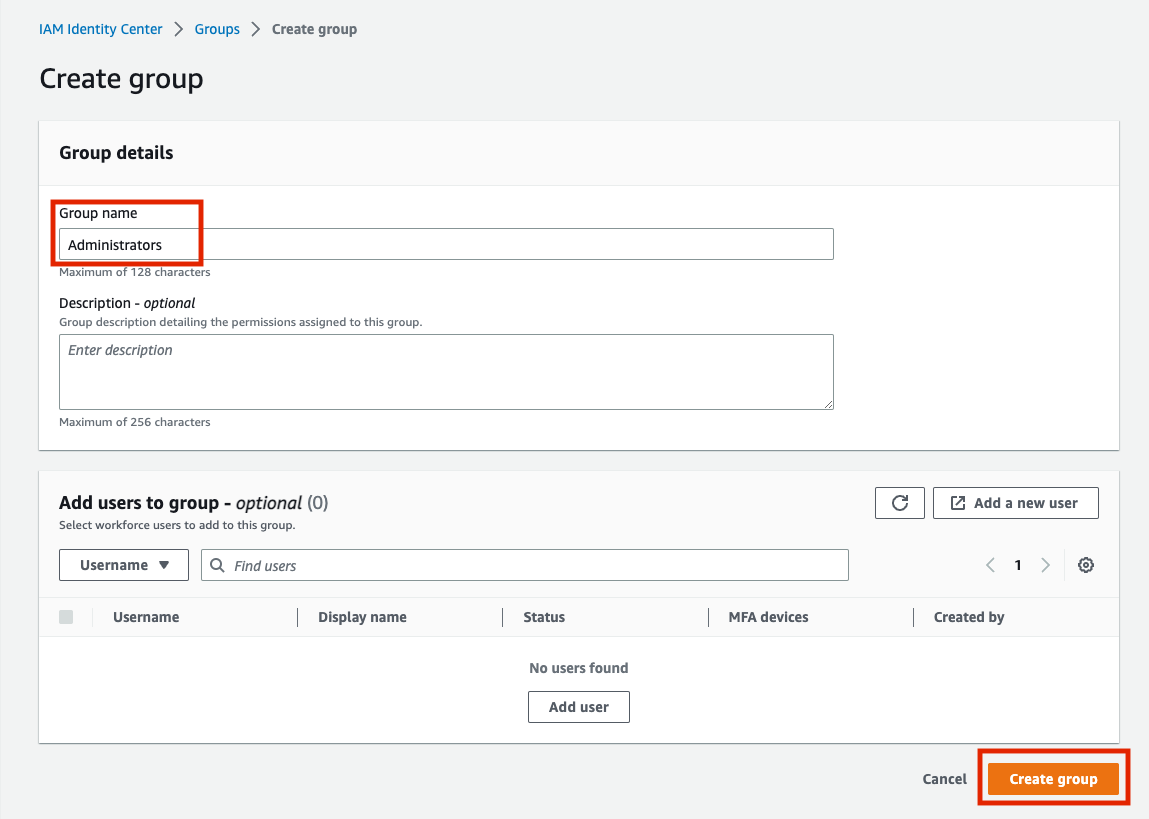 IAM Identity Center > Groups > Create group
Create group
Group details
Group name
Administrators
Maximum of 128 characters
Description - optional
Group description detailing the permissions assigned to this group.
Enter description
Maximum of 256 characters
Add users to group - optional (0)
Add a new user
Select workforce users to add to this group.
Username
Find users
1
Username Display name Status MFA devices Created by
No users found
Add user
Cancel Create group